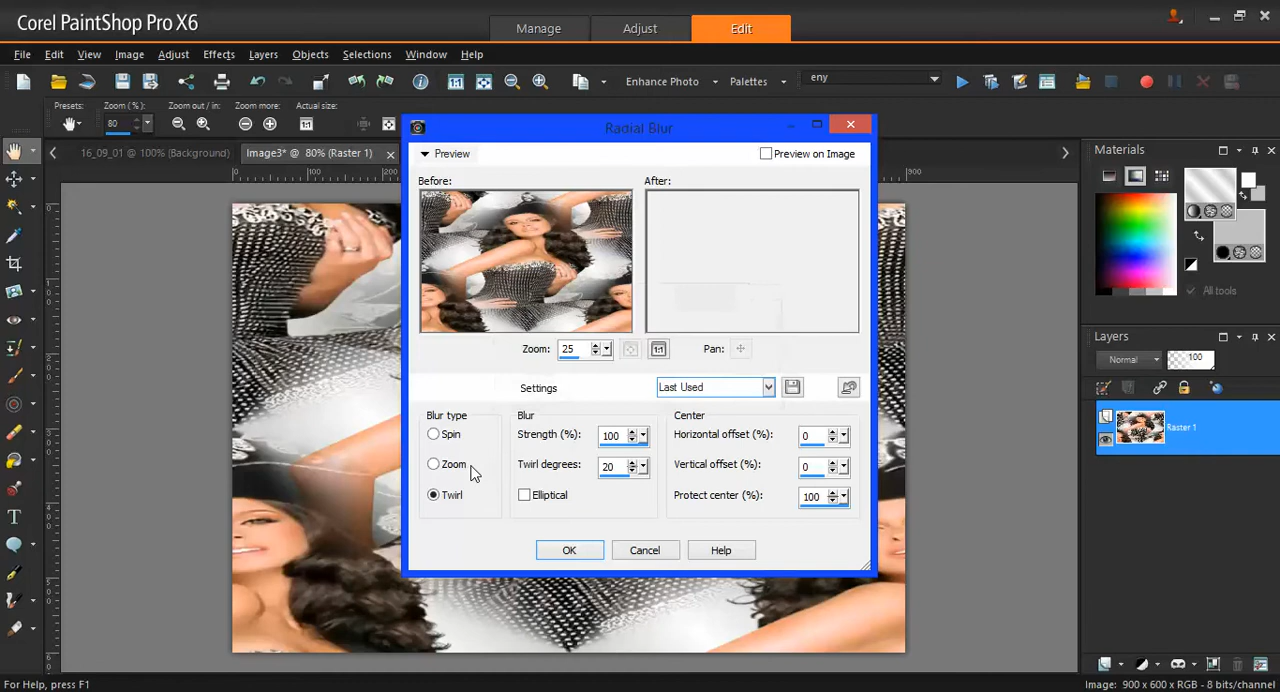 Corel PaintShop Pro X6
Manage
Adjust
Edit
File
Edit
View
Image
Adjust
Effects
Layers
Objects
Selections
Window
Help
Enhance Photo
Palettes
eny
Presets:
Zoom (%):
Zoom out / in:
Zoom more:
Actual size:
80
16_09_01 @ 100% (Background)
Image3* @ 80% (Raster 1)
Radial Blur
Preview
Preview on Image
Before:
After:
Zoom:
25
1:1
Pan:
Settings
Last Used
Blur type
Spin
Zoom
Twirl
Blur
Strength (%):
100
Twirl degrees:
20
Elliptical
Center
Horizontal offset (%):
0
Vertical offset (%):
0
Protect center (%):
100
OK
Cancel
Help
Materials
All tools
Layers
Normal
100
Raster 1
For Help, press F1
Image: 900 x 600 x RGB - 8 bits/channel